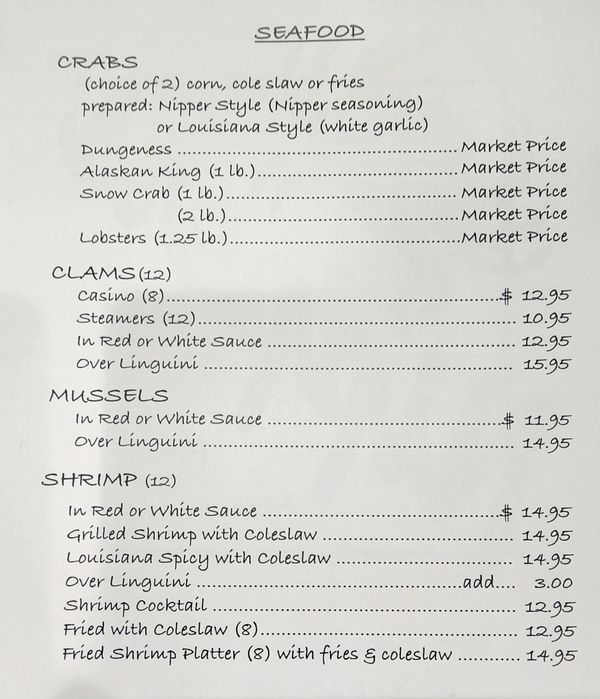 SEAFOOD
CRABS
(choice of 2) corn, cole slaw or fries
prepared: Nipper Style (Nipper seasoning)
or Louisiana Style (white garlic)
Dungeness ................................................ Market Price
Alaskan King (1 lb.) .................................. Market Price
Snow Crab (1 lb.) ....................................... Market Price
(2 lb.) ....................................... Market Price
Lobsters (1.25 lb.) ....................................... Market Price
CLAMS (12)
Casino (8) ......................................................... $ 12.95
Steamers (12) ...................................................... 10.95
In Red or White Sauce ........................................... 12.95
Over Linguini ...................................................... 15.95
MUSSELS
In Red or White Sauce ....................................... $ 11.95
Over Linguini ...................................................... 14.95
SHRIMP (12)
In Red or White Sauce ........................................ $ 14.95
Grilled Shrimp with Coleslaw ................................. 14.95
Louisiana Spicy with Coleslaw ............................... 14.95
Over Linguini .............................................add.... 3.00
Shrimp Cocktail .................................................... 12.95
Fried with Coleslaw (8) ........................................... 12.95
Fried Shrimp Platter (8) with fries & coleslaw ............ 14.95